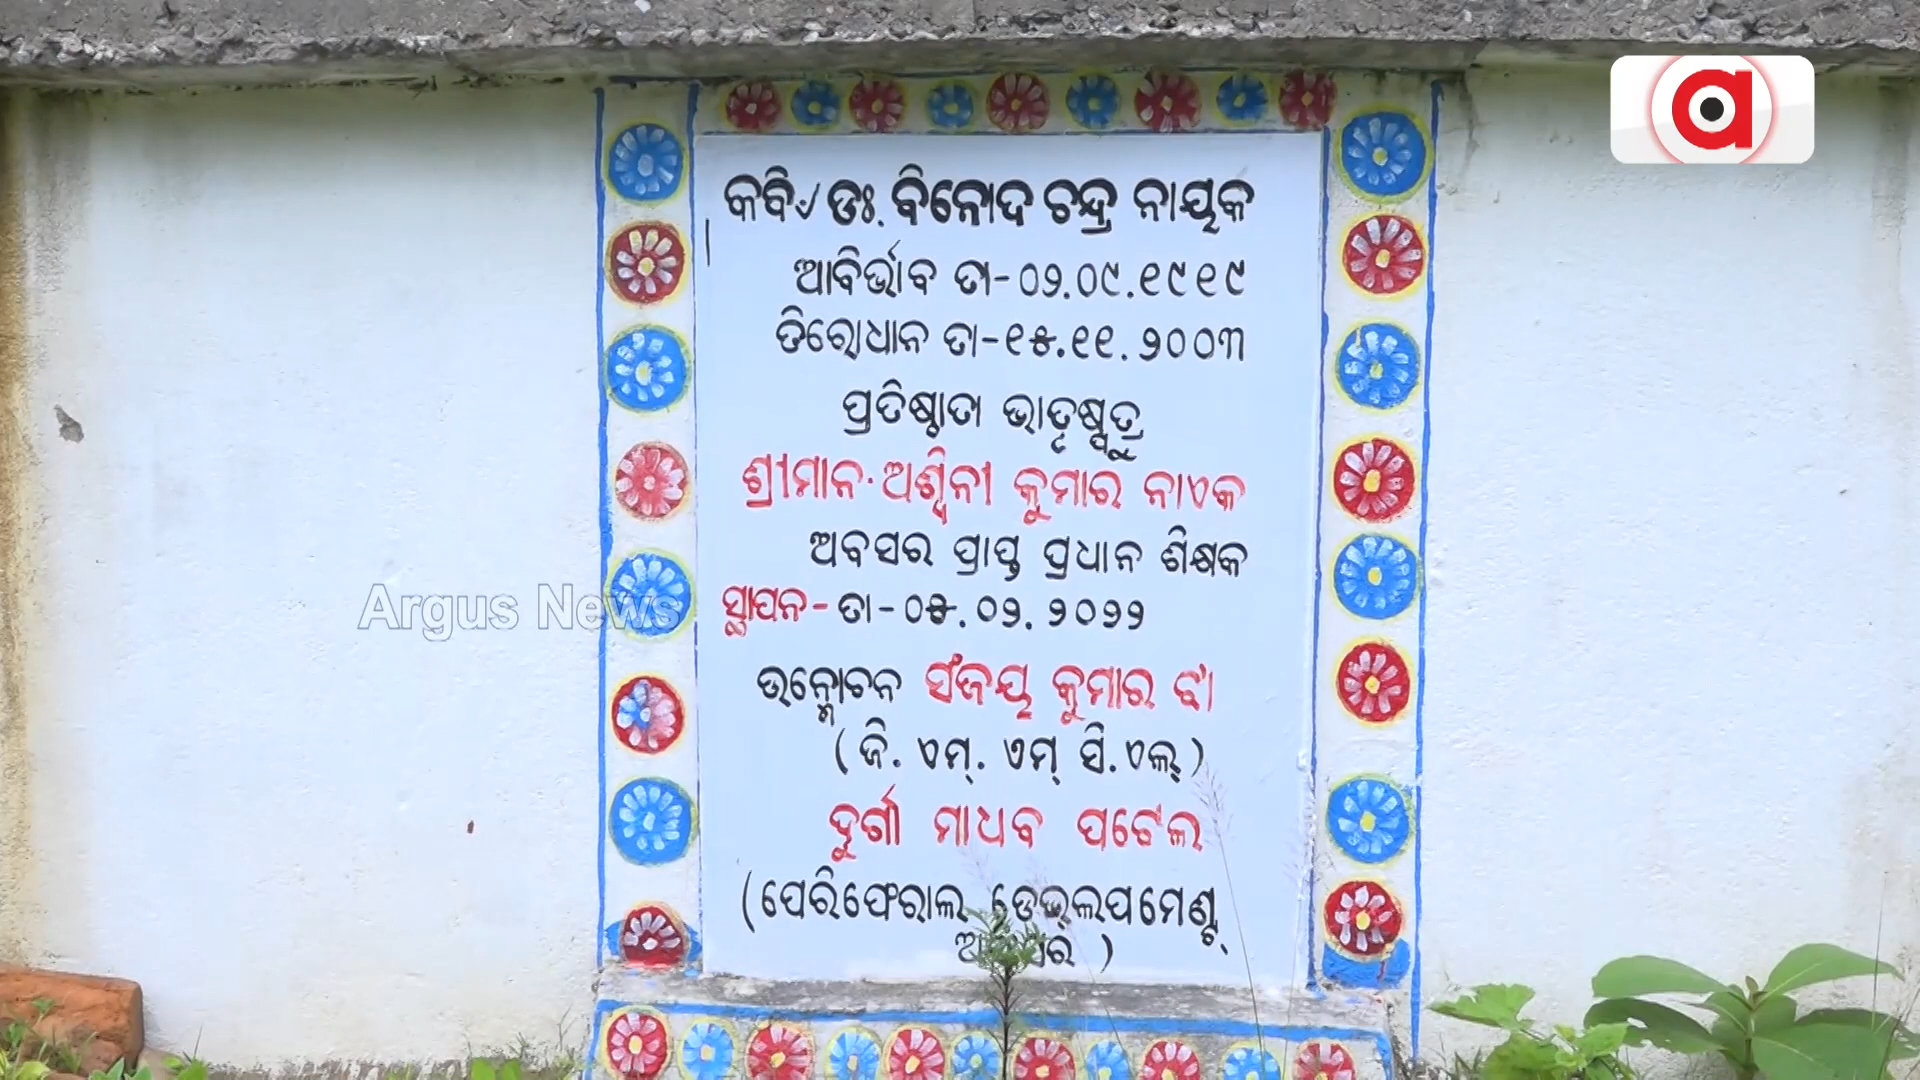 କବି ୰ ଡଃ. ବିନୋଦ ଚନ୍ଦ୍ର ନାୟକ
ଆବିର୍ଭାବ ତା-୦୨.୦୯.୧୯୧୯
ତିରୋଧାନ ତା-୧୫.୧୧.୨୦୦୩
ପ୍ରତିଷ୍ଠାତା ଭାତୃଷ୍ପୁତ୍ର
ଶ୍ରୀମାନ. ଅଶ୍ୱିନୀ କୁମାର ନାଏକ
ଅବସର ପ୍ରାପ୍ତ ପ୍ରଧାନ ଶିକ୍ଷକ
ସ୍ଥାପନ- ତା-୦୫.୦୨.୨୦୨୨
ଉନ୍ମୋଚନ ସଂଜୟ କୁମାର ଝା
(ଜି. ଏମ୍. ଏମ୍ ସି.ଏଲ୍)
ଦୁର୍ଗା ମାଧବ ପଟେଲ
(ପେରିଫେରାଲ ଡେଭ୍ଲପମେଣ୍ଟ୍
)
Argus News
a